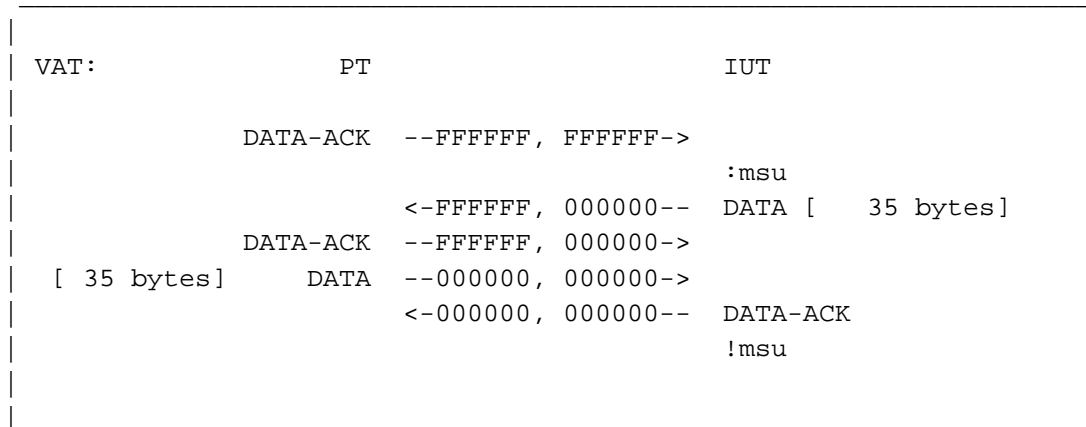 VAT: PT IUT
DATA-ACK --FFFFFF, FFFFFF->
:msu
<-FFFFFF, 000000-- DATA [ 35 bytes]
DATA-ACK --FFFFFF, 000000->
[ 35 bytes] DATA --000000, 000000->
<-000000, 000000-- DATA-ACK
!msu